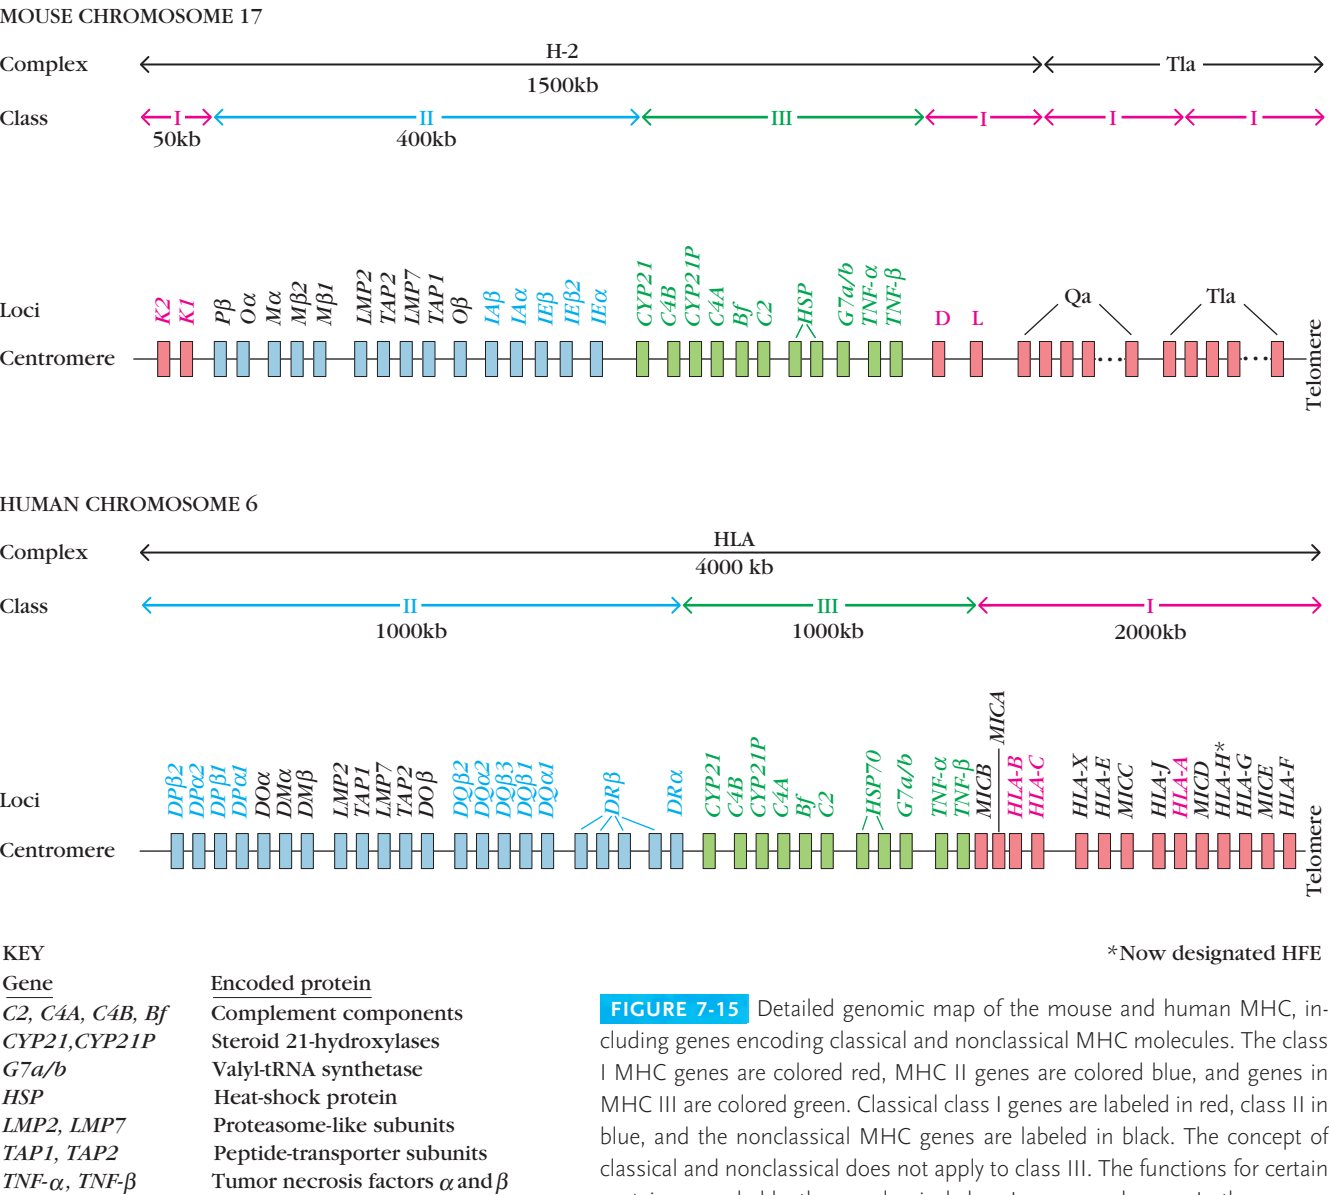 MOUSE CHROMOSOME 17
Complex H-2 Tla
1500kb
Class I II III I I I
50kb 400kb
Loci K2 K1 Pβ Oα Mα Mβ2 Mβ1 LMP2 TAP2 LMP7 TAP1 Oβ IAβ IAα IEβ IEβ2 IEα CYP21 C4B CYP21P C4A Bf C2 HSP G7a/b TNF-α TNF-β D L Qa Tla
Centromere ... ... Telomere
HUMAN CHROMOSOME 6
Complex HLA
4000 kb
Class II III I
1000kb 1000kb 2000kb
Loci DPβ2 DPα2 DPβ1 DPα1 DOα DMα DMβ LMP2 TAP1 LMP7 TAP2 DOβ DQβ2 DQα2 DQβ3 DQβ1 DQα1 DRβ DRα CYP21 C4B CYP21P C4A Bf C2 HSP70 G7a/b TNF-α TNF-β MICB MICA HLA-B HLA-C HLA-X HLA-E MICC HLA-J HLA-A MICD HLA-H* HLA-G MICE HLA-F
Centromere Telomere
*Now designated HFE
KEY
Gene Encoded protein
C2, C4A, C4B, Bf Complement components
CYP21,CYP21P Steroid 21-hydroxylases
G7a/b Valyl-tRNA synthetase
HSP Heat-shock protein
LMP2, LMP7 Proteasome-like subunits
TAP1, TAP2 Peptide-transporter subunits
TNF-α, TNF-β Tumor necrosis factors α and β
FIGURE 7-15 Detailed genomic map of the mouse and human MHC, in-
cluding genes encoding classical and nonclassical MHC molecules. The class
I MHC genes are colored red, MHC II genes are colored blue, and genes in
MHC III are colored green. Classical class I genes are labeled in red, class II in
blue, and the nonclassical MHC genes are labeled in black. The concept of
classical and nonclassical does not apply to class III. The functions for certain